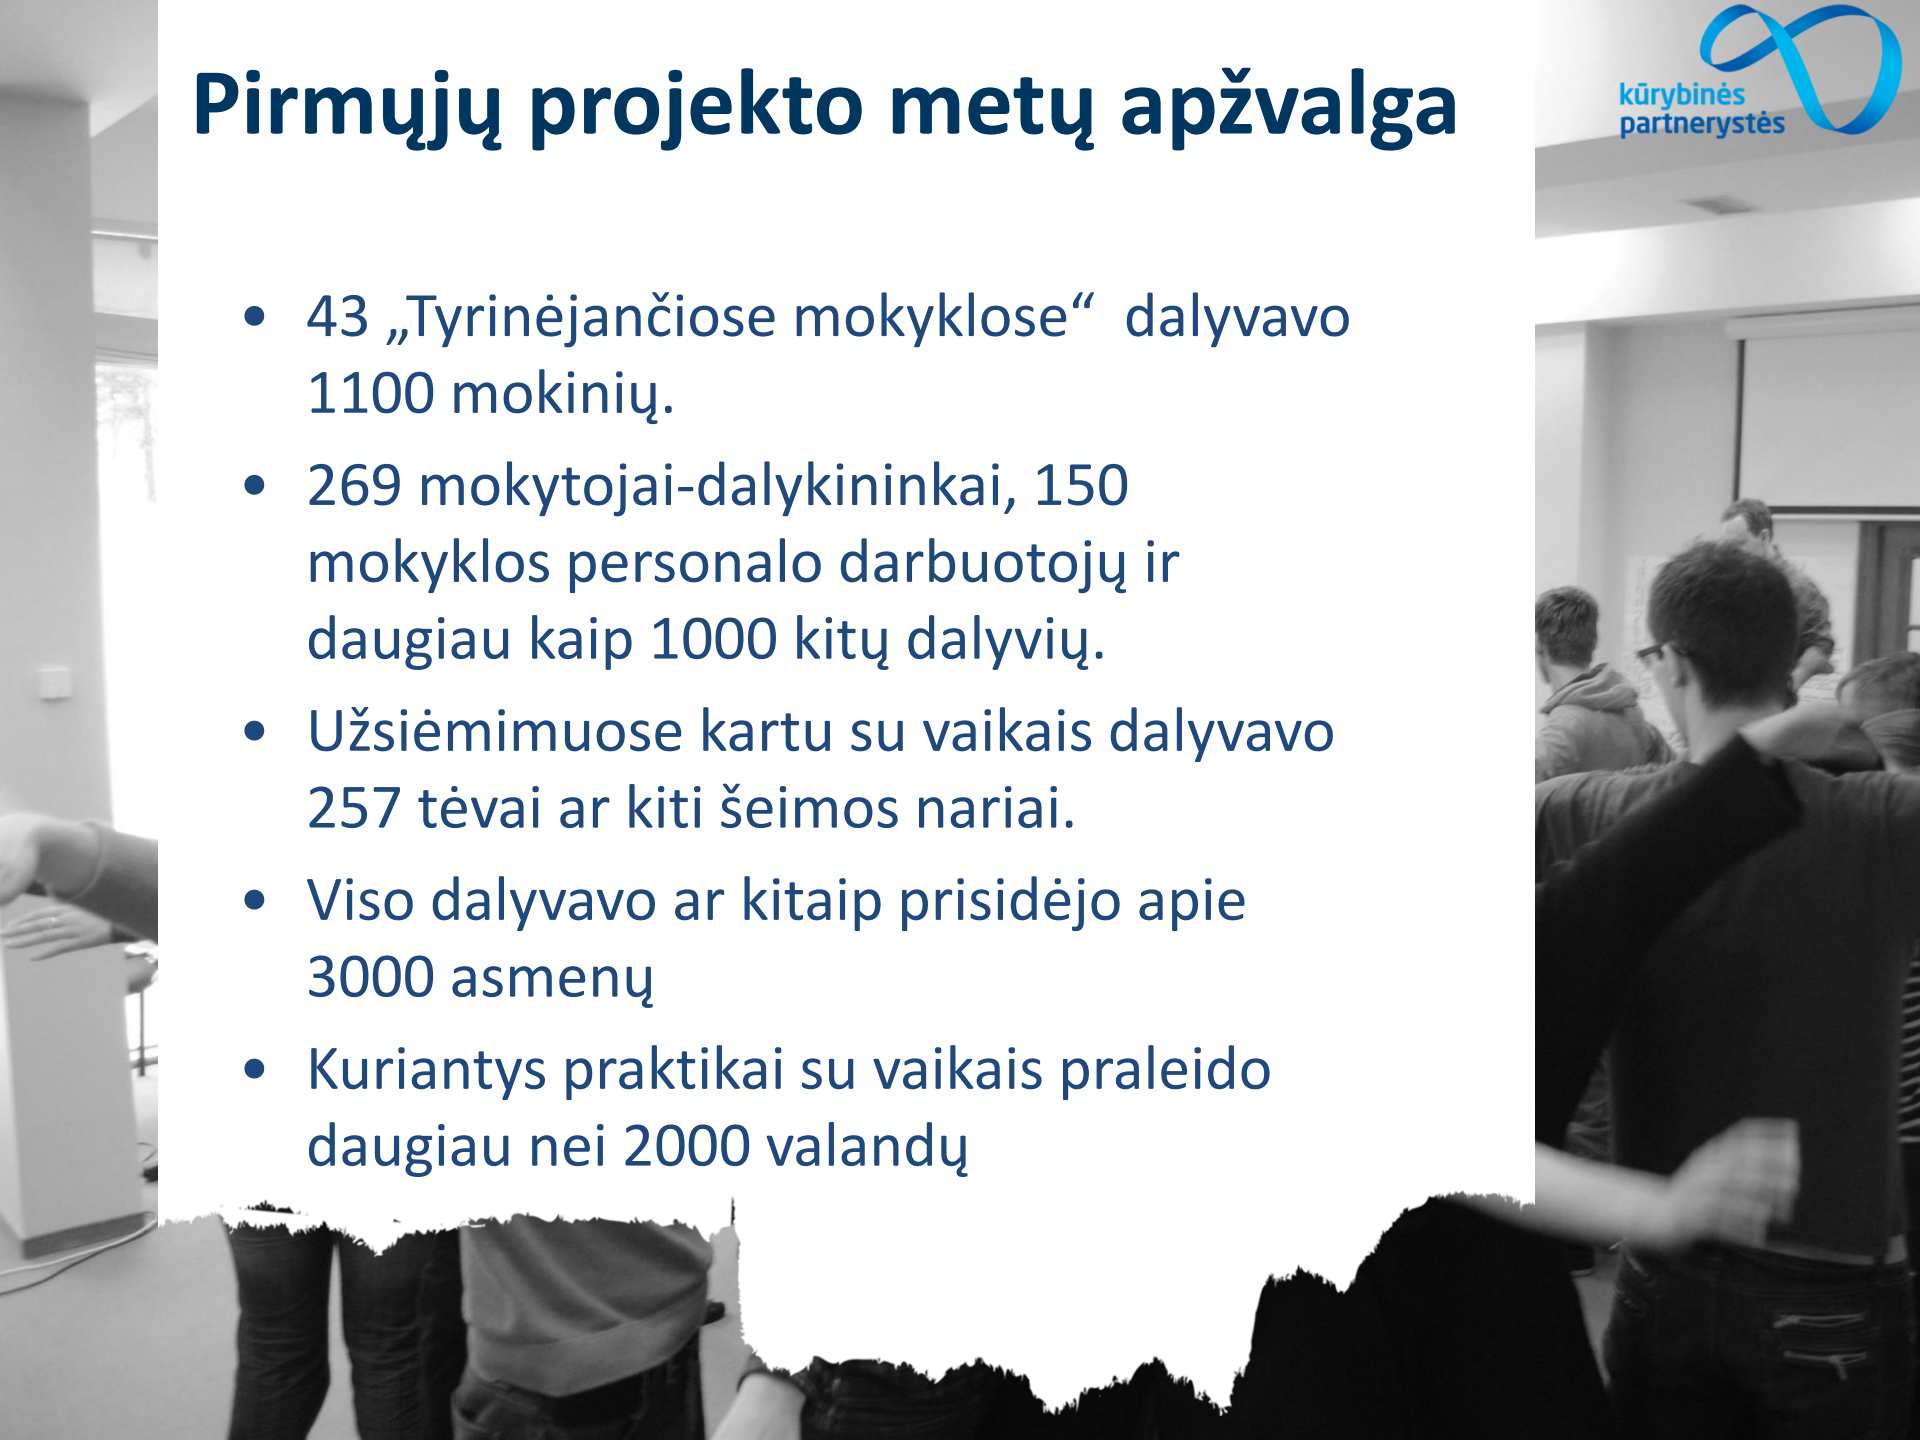 Pirmųjų projekto metų apžvalga
kūrybinės
partnerystės
• 43 „Tyrinėjančiose mokyklose“  dalyvavo
1100 mokinių.
• 269 mokytojai-dalykininkai, 150
mokyklos personalo darbuotojų ir
daugiau kaip 1000 kitų dalyvių.
• Užsiėmimuose kartu su vaikais dalyvavo
257 tėvai ar kiti šeimos nariai.
• Viso dalyvavo ar kitaip prisidėjo apie
3000 asmenų
• Kuriantys praktikai su vaikais praleido
daugiau nei 2000 valandų